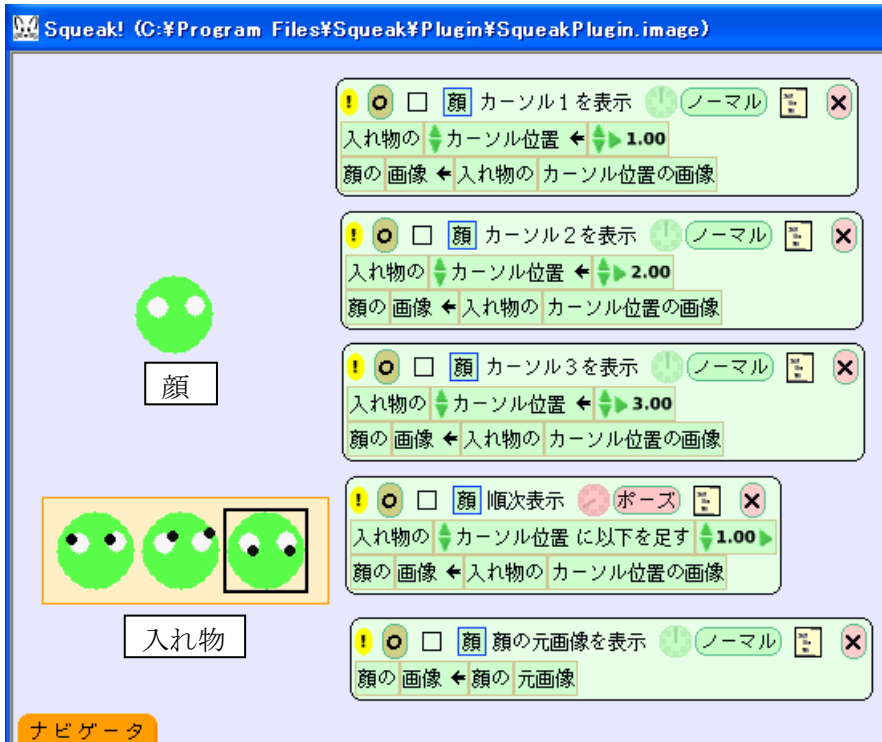 Squeak! (C:¥Program Files¥Squeak¥Plugin¥SqueakPlugin.image)
! 顔 カーソル1を表示 ノーマル
入れ物の カーソル位置 ← 1.00
顔の 画像 ← 入れ物の カーソル位置の画像
! 顔 カーソル2を表示 ノーマル
入れ物の カーソル位置 ← 2.00
顔の 画像 ← 入れ物の カーソル位置の画像
顔
! 顔 カーソル3を表示 ノーマル
入れ物の カーソル位置 ← 3.00
顔の 画像 ← 入れ物の カーソル位置の画像
! 顔 順次表示 ポーズ
入れ物の カーソル位置 に以下を足す 1.00
顔の 画像 ← 入れ物の カーソル位置の画像
入れ物
! 顔 顔の元画像を表示 ノーマル
顔の 画像 ← 顔の 元画像
ナビゲータ